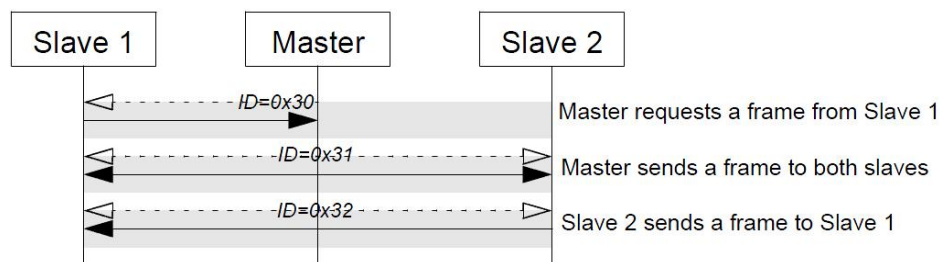 Slave 1
Master
Slave 2
ID=0x30
Master requests a frame from Slave 1
ID=0x31
Master sends a frame to both slaves
ID=0x32
Slave 2 sends a frame to Slave 1